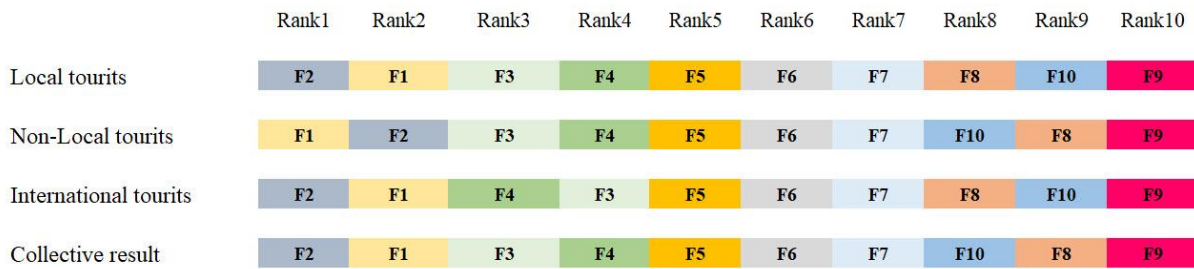 Rank1 Rank2 Rank3 Rank4 Rank5 Rank6 Rank7 Rank8 Rank9 Rank10
Local tourits F2 F1 F3 F4 F5 F6 F7 F8 F10 F9
Non-Local tourits F1 F2 F3 F4 F5 F6 F7 F10 F8 F9
International tourits F2 F1 F4 F3 F5 F6 F7 F8 F10 F9
Collective result F2 F1 F3 F4 F5 F6 F7 F10 F8 F9